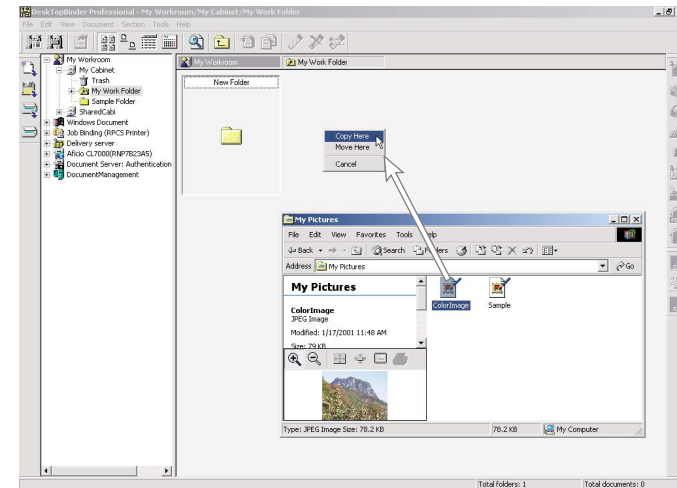 DeskTopBinder Professional - My Workroom/My Cabinet/My Work Folder
File Edit View Document Section Tools Help
My Workroom
My Cabinet
Trash
My Work Folder
Sample Folder
SharedCabi
Windows Document
Job Binding (RPCS Printer)
Delivery server
Aficio CL7000(RNP7B23A5)
Document Server: Authentication
DocumentManagement
My Workroom
My Work Folder
New Folder
Copy Here
Move Here
Cancel
My Pictures
File Edit View Favorites Tools Help
Back Search Folders
Address My Pictures Go
My Pictures
ColorImage
JPEG Image
Modified: 1/17/2001 11:48 AM
Size: 79 KB
ColorImage Sample
Type: JPEG Image Size: 78.2 KB 78.2 KB My Computer
Total folders: 1 Total documents: 0